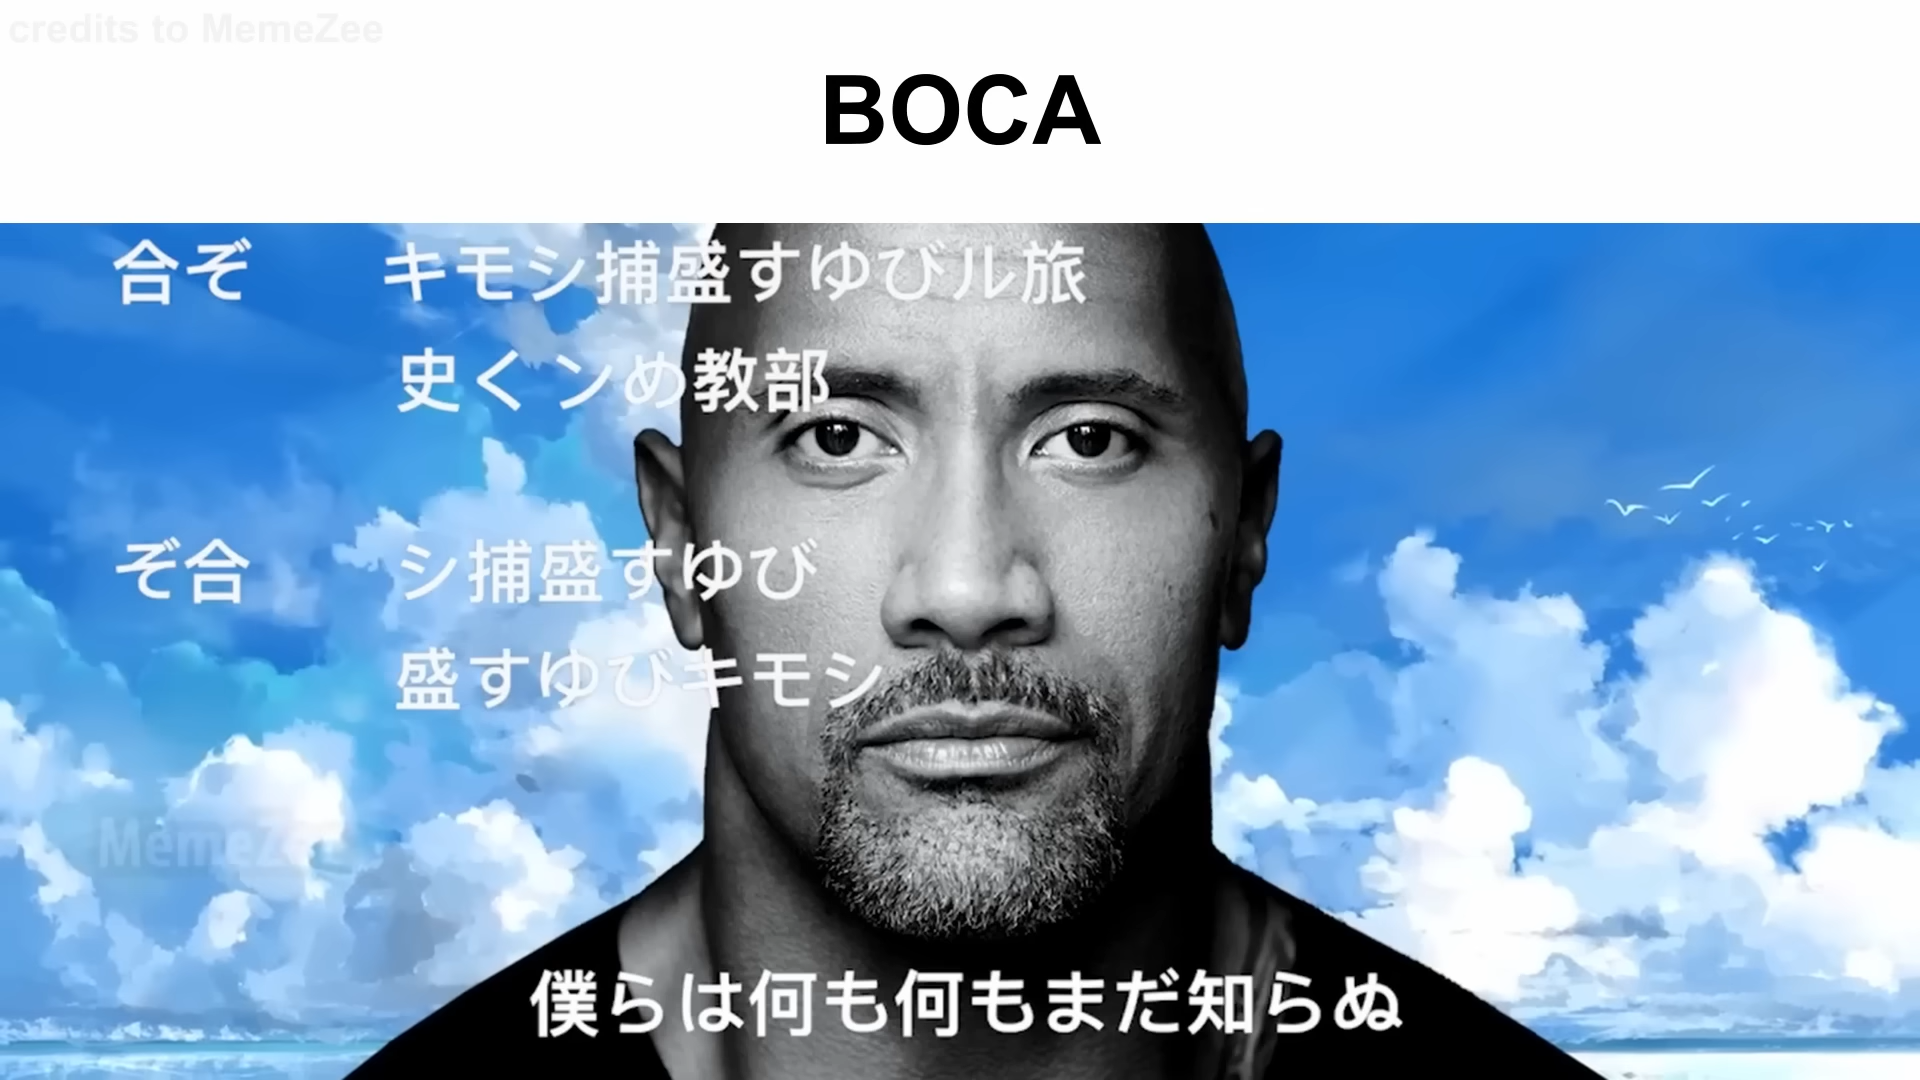 credits to MemeZee
BOCA
合ぞ キモシ捕盛すゆびル旅
史くンめ教部
ぞ合 シ捕盛すゆび
盛すゆびキモシ
MemeZee
僕らは何も何もまだ知らぬ